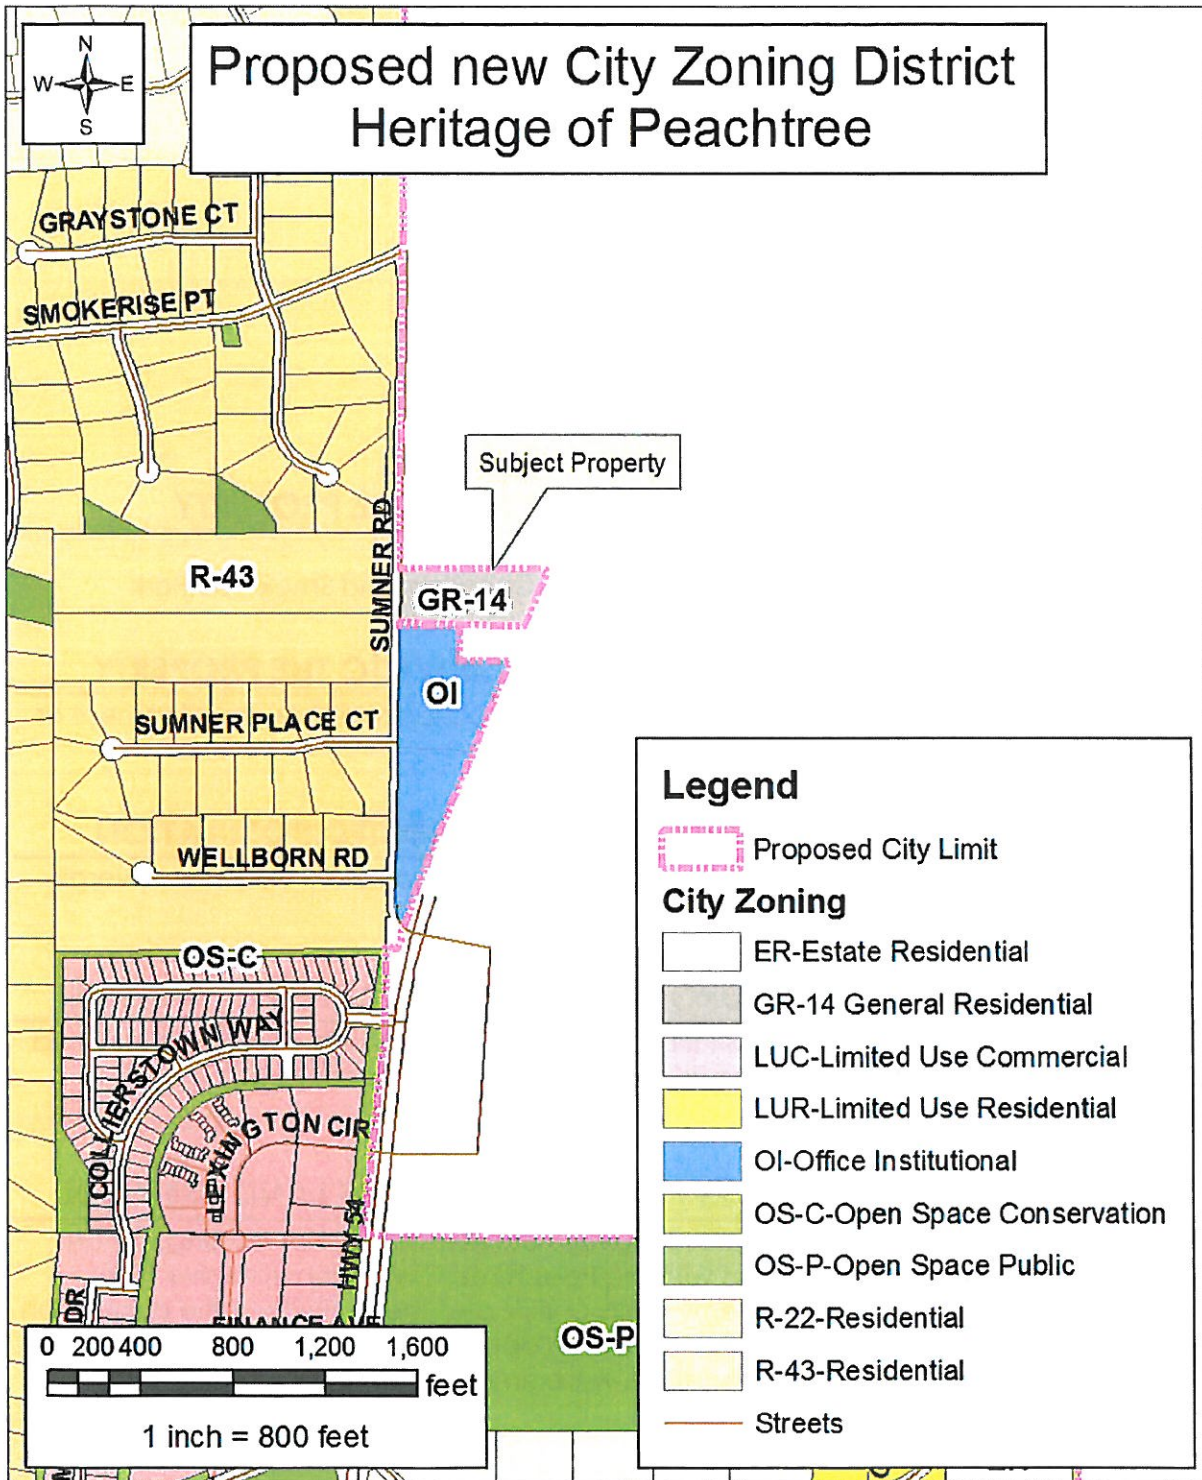 N
W E
S
Proposed new City Zoning District
Heritage of Peachtree
GRAYSTONE CT
SMOKERISE PT
Subject Property
SUMNER RD
R-43
GR-14
OI
SUMNER PLACE CT
WELLBORN RD
OS-C
COLLIERSTOWN WAY
LEXINGTON CIR
HWY 54
DR
FINANCE AVE
OS-P
0 200 400 800 1,200 1,600
feet
1 inch = 800 feet
Legend
Proposed City Limit
City Zoning
ER-Estate Residential
GR-14 General Residential
LUC-Limited Use Commercial
LUR-Limited Use Residential
OI-Office Institutional
OS-C-Open Space Conservation
OS-P-Open Space Public
R-22-Residential
R-43-Residential
Streets